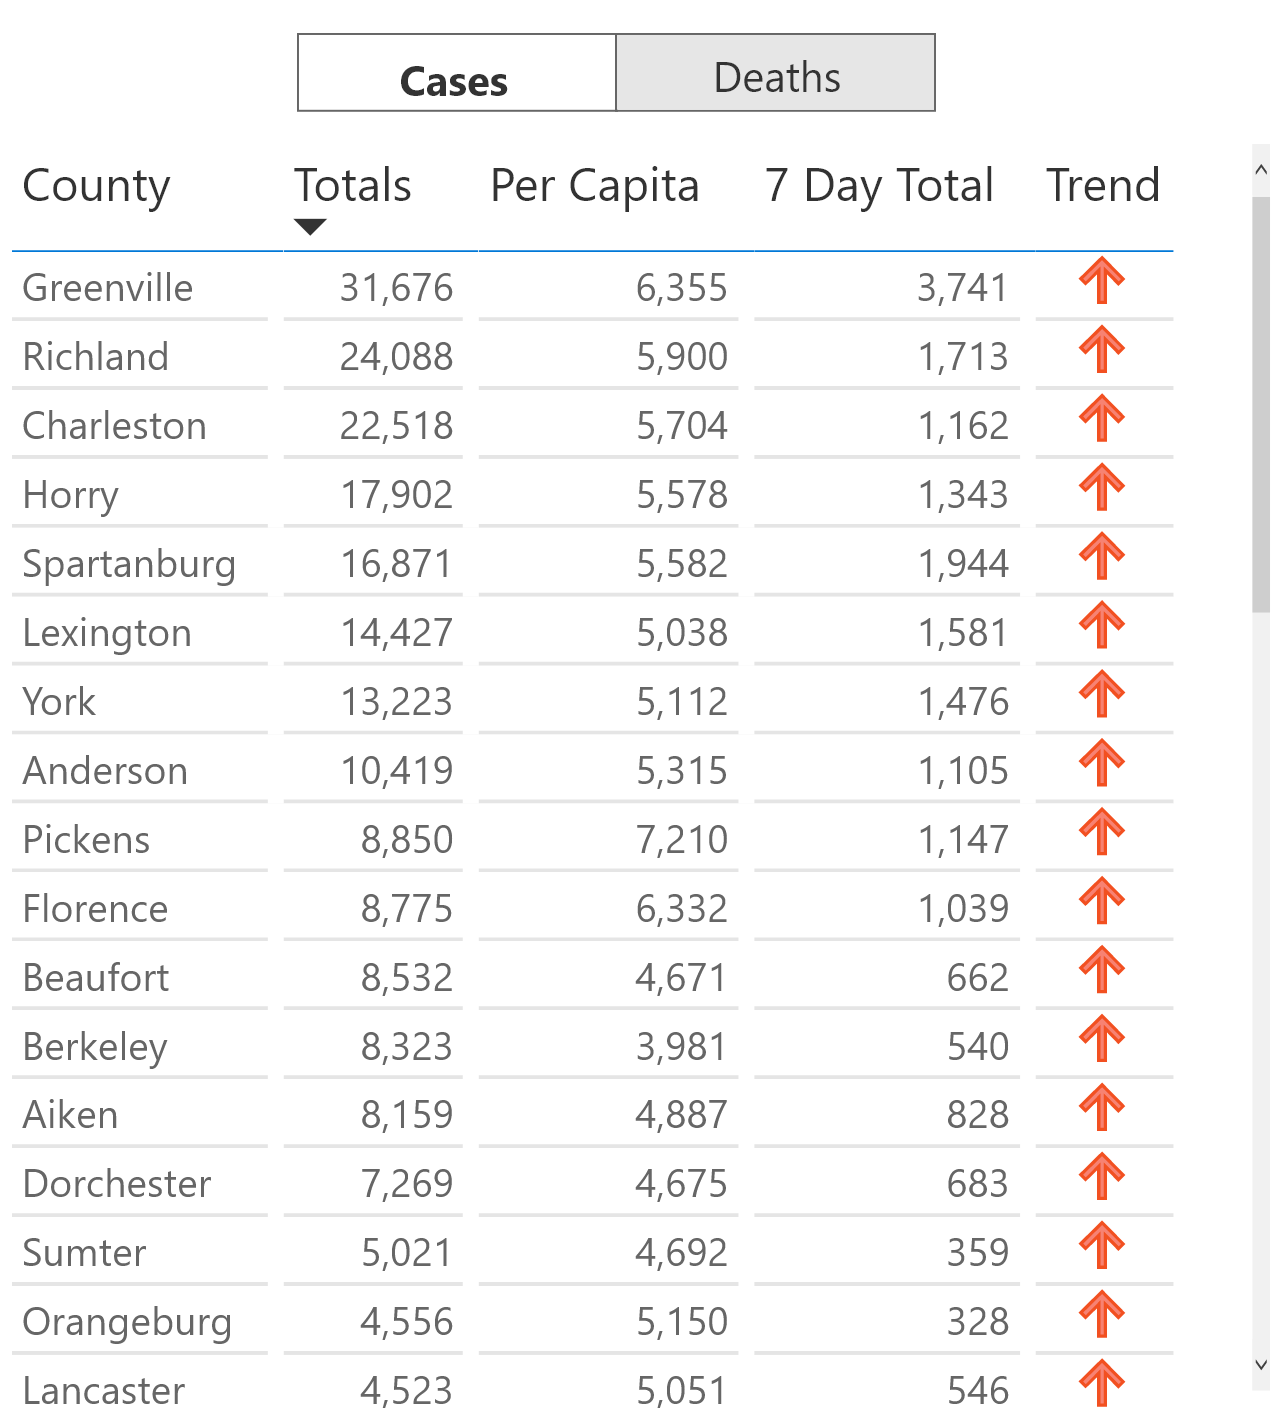 Cases Deaths
County Totals Per Capita 7 Day Total Trend
Greenville 31,676 6,355 3,741
Richland 24,088 5,900 1,713
Charleston 22,518 5,704 1,162
Horry 17,902 5,578 1,343
Spartanburg 16,871 5,582 1,944
Lexington 14,427 5,038 1,581
York 13,223 5,112 1,476
Anderson 10,419 5,315 1,105
Pickens 8,850 7,210 1,147
Florence 8,775 6,332 1,039
Beaufort 8,532 4,671 662
Berkeley 8,323 3,981 540
Aiken 8,159 4,887 828
Dorchester 7,269 4,675 683
Sumter 5,021 4,692 359
Orangeburg 4,556 5,150 328
Lancaster 4,523 5,051 546